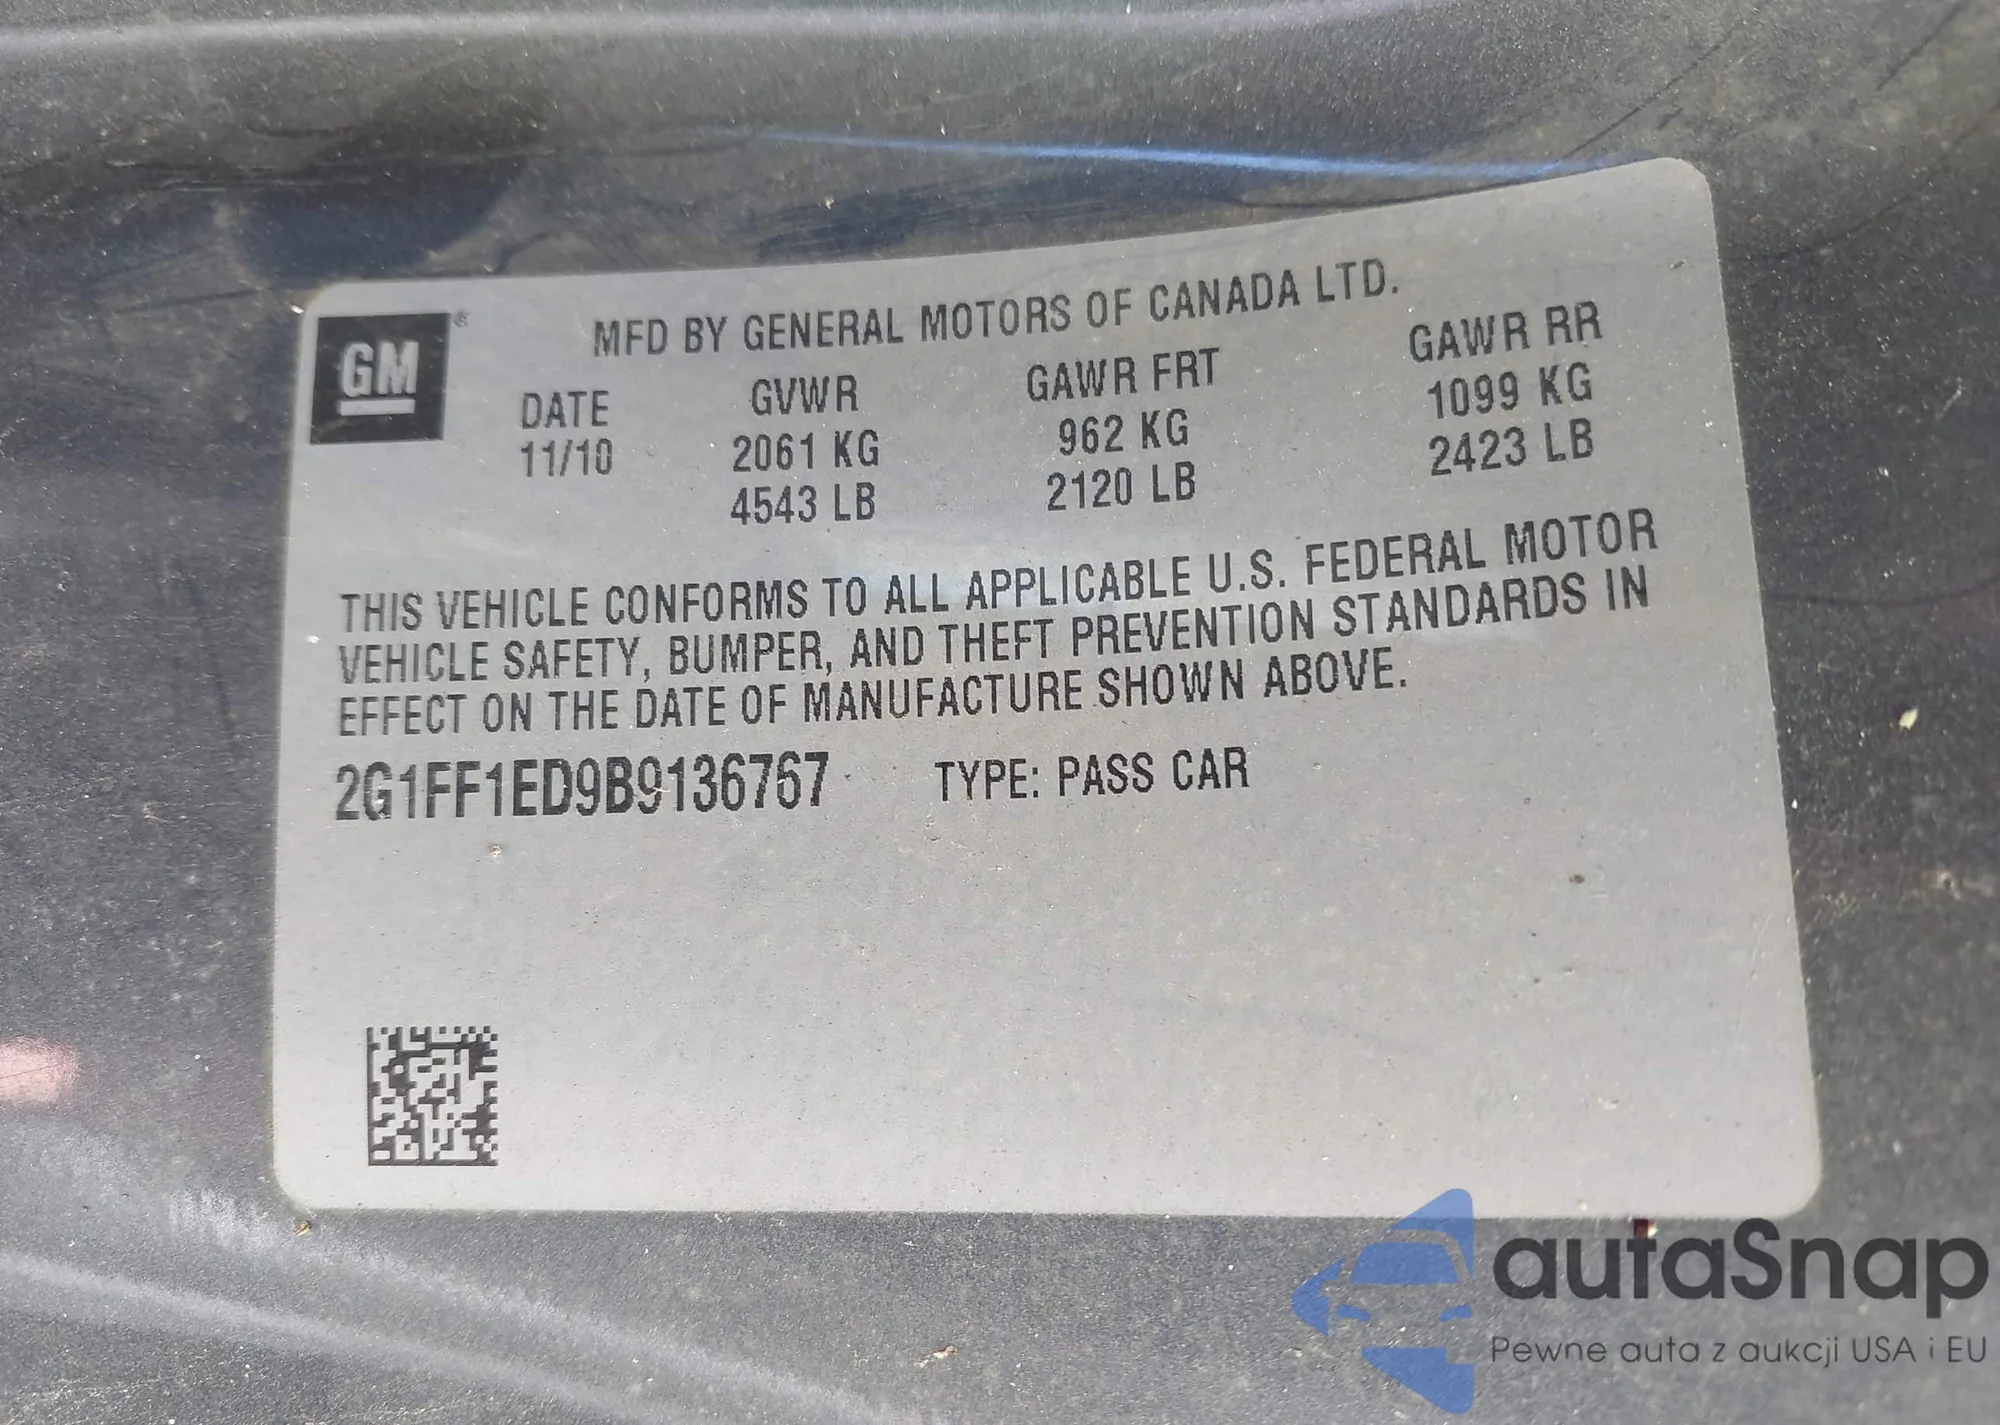 GM®
MFD BY GENERAL MOTORS OF CANADA LTD.
DATE GVWR GAWR FRT GAWR RR
11/10 2061 KG 962 KG 1099 KG
4543 LB 2120 LB 2423 LB
THIS VEHICLE CONFORMS TO ALL APPLICABLE U.S. FEDERAL MOTOR
VEHICLE SAFETY, BUMPER, AND THEFT PREVENTION STANDARDS IN
EFFECT ON THE DATE OF MANUFACTURE SHOWN ABOVE.
2G1FF1ED9B9136767 TYPE: PASS CAR
autaSnap
Pewne auta z aukcji USA i EU